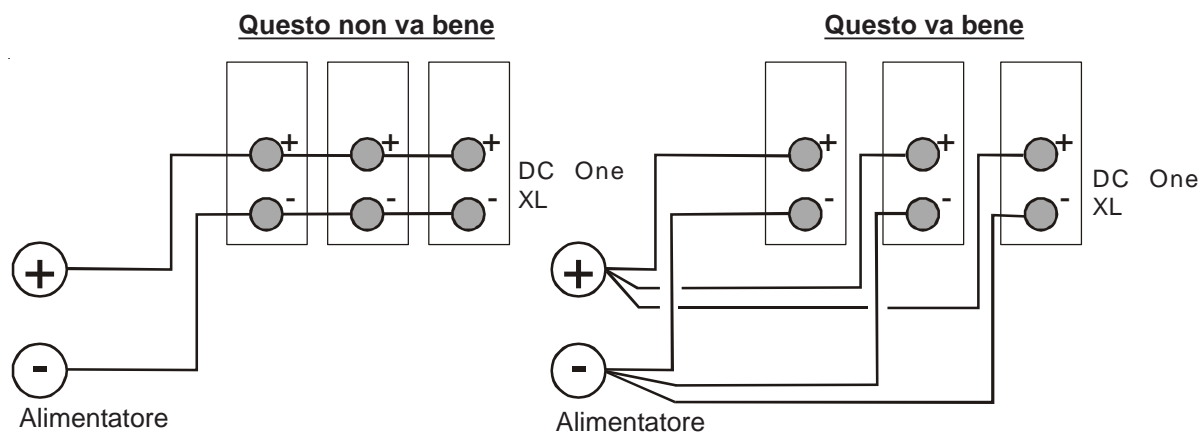 Questo non va bene
+ + +
- - -
DC One
XL
+
-
Alimentatore
Questo va bene
+ + +
- - -
DC One
XL
+
-
Alimentatore